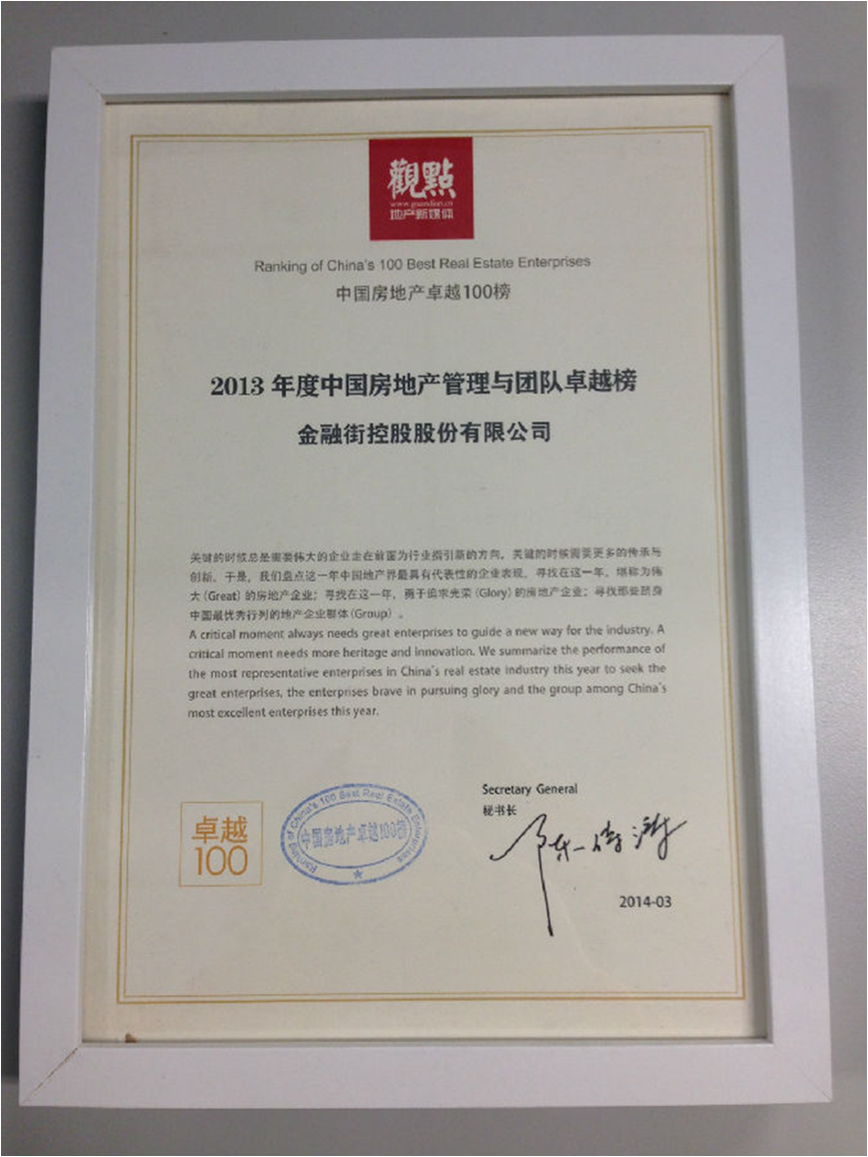 觀點
www.guandian.cn
地产新媒体
Ranking of China's 100 Best Real Estate Enterprises
中国房地产卓越100榜
2013 年度中国房地产管理与团队卓越榜
金融街控股股份有限公司
关键的时候总是需要伟大的企业走在前面为行业指引新的方向。关键的时候需要更多的传承与
创新。于是，我们盘点这一年中国地产界最具有代表性的企业表现，寻找在这一年，堪称为伟
大（Great）的房地产企业；寻找在这一年，勇于追求光荣（Glory）的房地产企业；寻找那些跻身
中国最优秀行列的地产企业群体（Group）。
A critical moment always needs great enterprises to guide a new way for the industry. A
critical moment needs more heritage and innovation. We summarize the performance of
the most representative enterprises in China's real estate industry this year to seek the
great enterprises, the enterprises brave in pursuing glory and the group among China's
most excellent enterprises this year.
Secretary General
秘书长
卓越
100
Ranking of China's 100 Best Real Estate Enterprises
中国房地产卓越100榜
2014-03